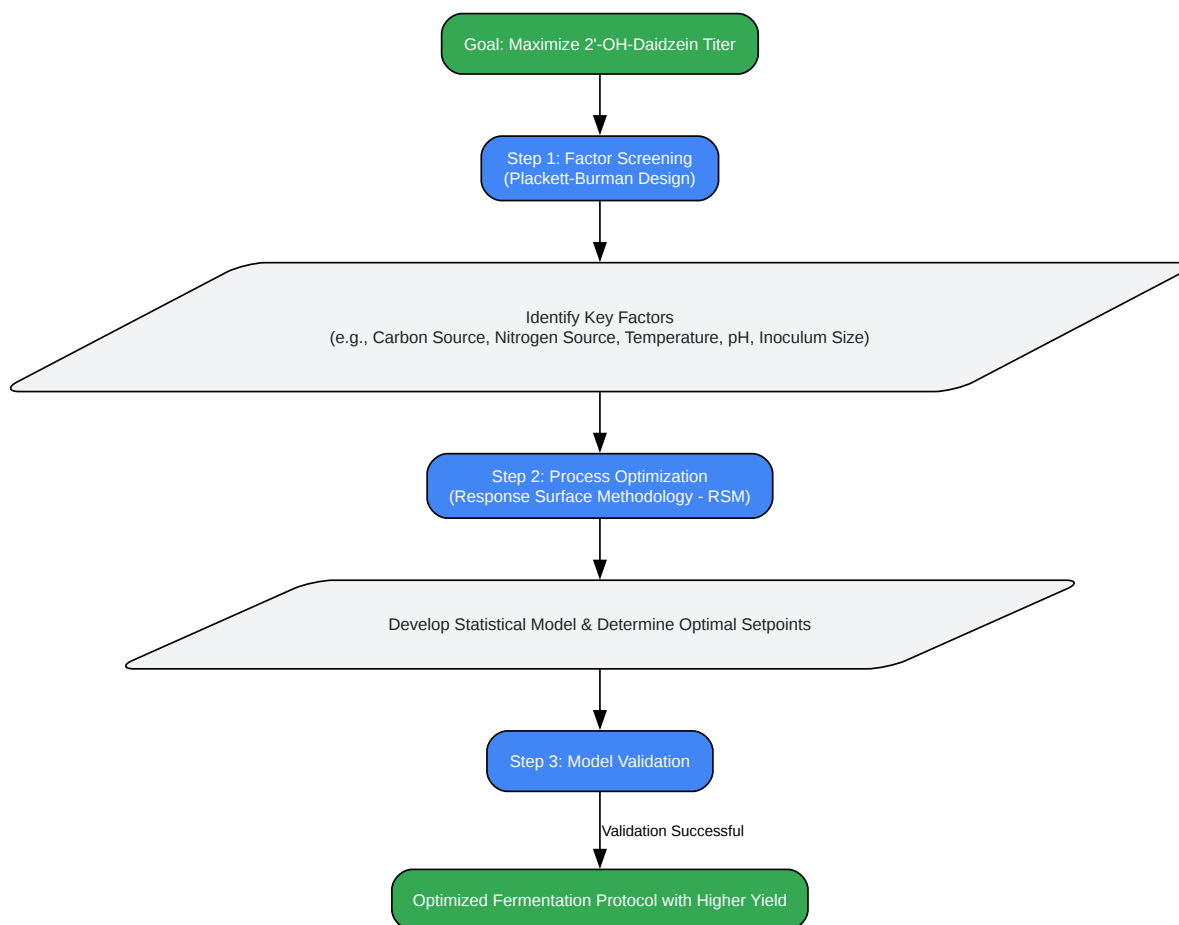 Goal: Maximize 2'-OH-Daidzein Titer
Step 1: Factor Screening
(Plackett-Burman Design)
Identify Key Factors
(e.g., Carbon Source, Nitrogen Source, Temperature, pH, Inoculum Size)
Step 2: Process Optimization
(Response Surface Methodology - RSM)
Develop Statistical Model & Determine Optimal Setpoints
Step 3: Model Validation
Validation Successful
Optimized Fermentation Protocol with Higher Yield